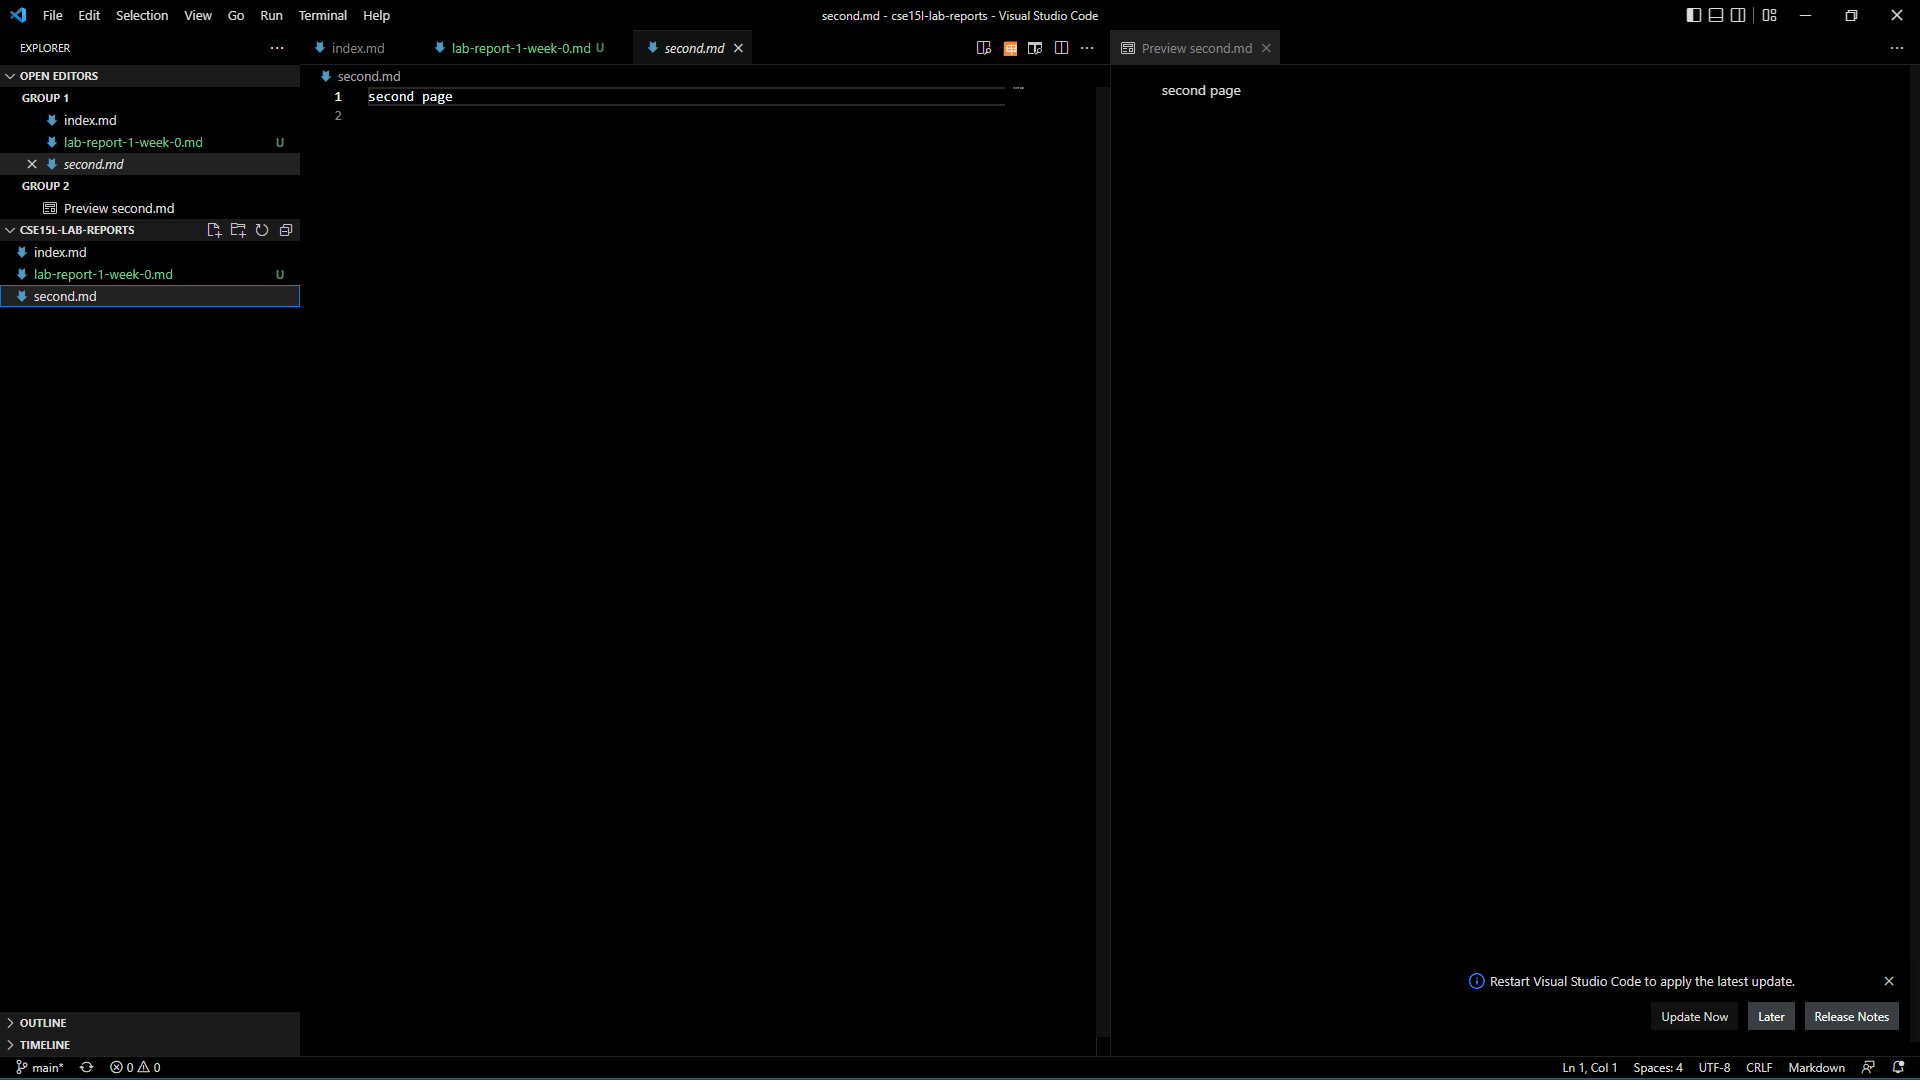 File Edit Selection View Go Run Terminal Help
second.md - cse15l-lab-reports - Visual Studio Code
EXPLORER
OPEN EDITORS
GROUP 1
index.md
lab-report-1-week-0.md U
second.md
GROUP 2
Preview second.md
CSE15L-LAB-REPORTS
index.md
lab-report-1-week-0.md U
second.md
OUTLINE
TIMELINE
index.md lab-report-1-week-0.md U second.md
second.md
1 second page
2
Preview second.md
second page
Restart Visual Studio Code to apply the latest update.
Update Now Later Release Notes
main* 0 0
Ln 1, Col 1 Spaces: 4 UTF-8 CRLF Markdown